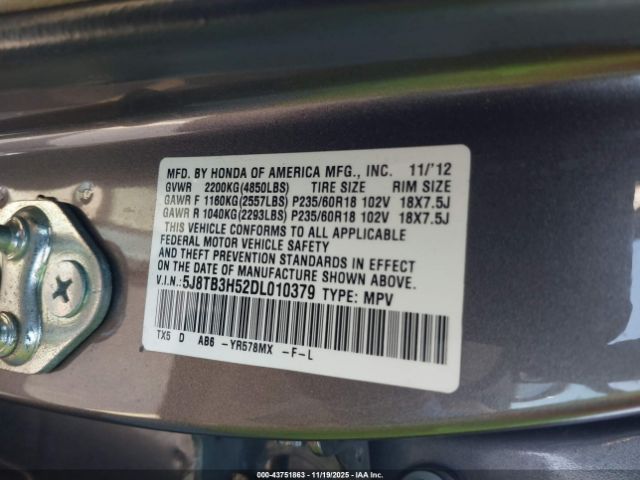 MFD. BY HONDA OF AMERICA MFG., INC. 11/'12
GVWR 2200KG(4850LBS) TIRE SIZE RIM SIZE
GAWR F 1160KG(2557LBS) P235/60R18 102V 18X7.5J
GAWR R 1040KG(2293LBS) P235/60R18 102V 18X7.5J
THIS VEHICLE CONFORMS TO ALL APPLICABLE
FEDERAL MOTOR VEHICLE SAFETY
AND THEFT PREVENTION STANDARDS IN EFFECT
ON THE DATE OF MANUFACTURE SHOWN ABOVE.
V.I.N.: 5J8TB3H52DL010379 TYPE: MPV
TX5 D AB6 -YR578MX -F-L
000-43751863 | 11/19/2025 | IAA Inc.